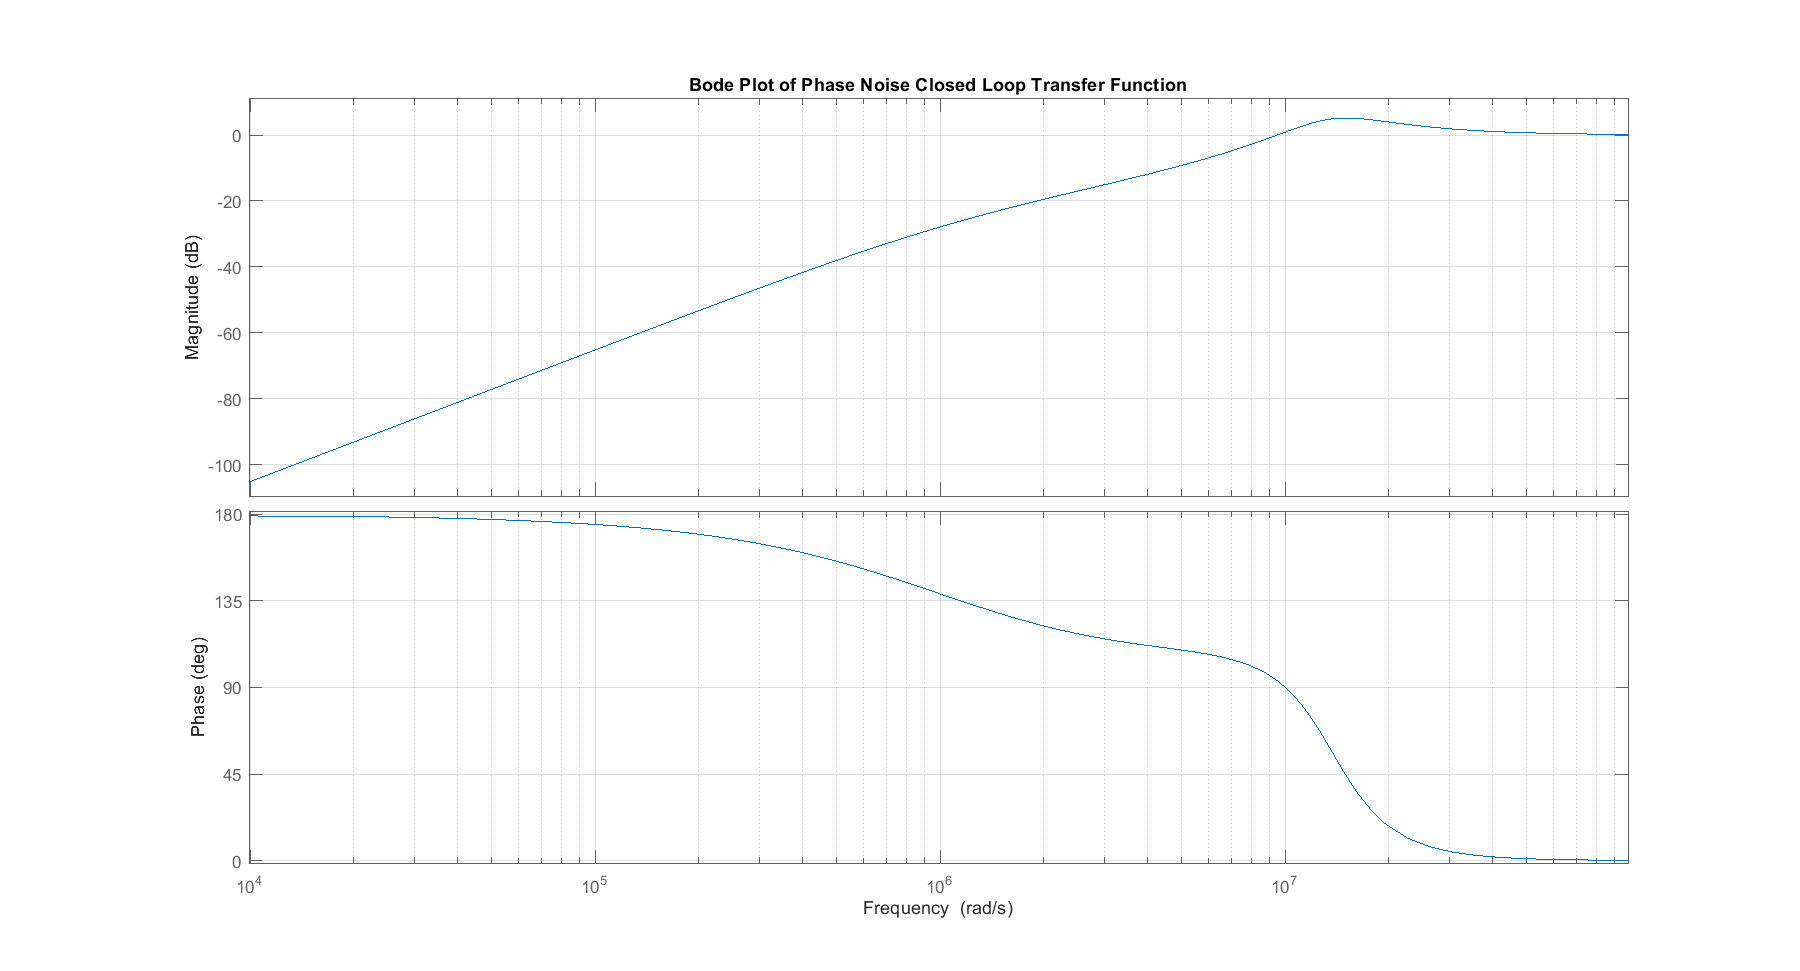 Bode Plot of Phase Noise Closed Loop Transfer Function
Magnitude (dB)
0
-20
-40
-60
-80
-100
Phase (deg)
180
135
90
45
0
10^4 10^5 10^6 10^7
Frequency (rad/s)